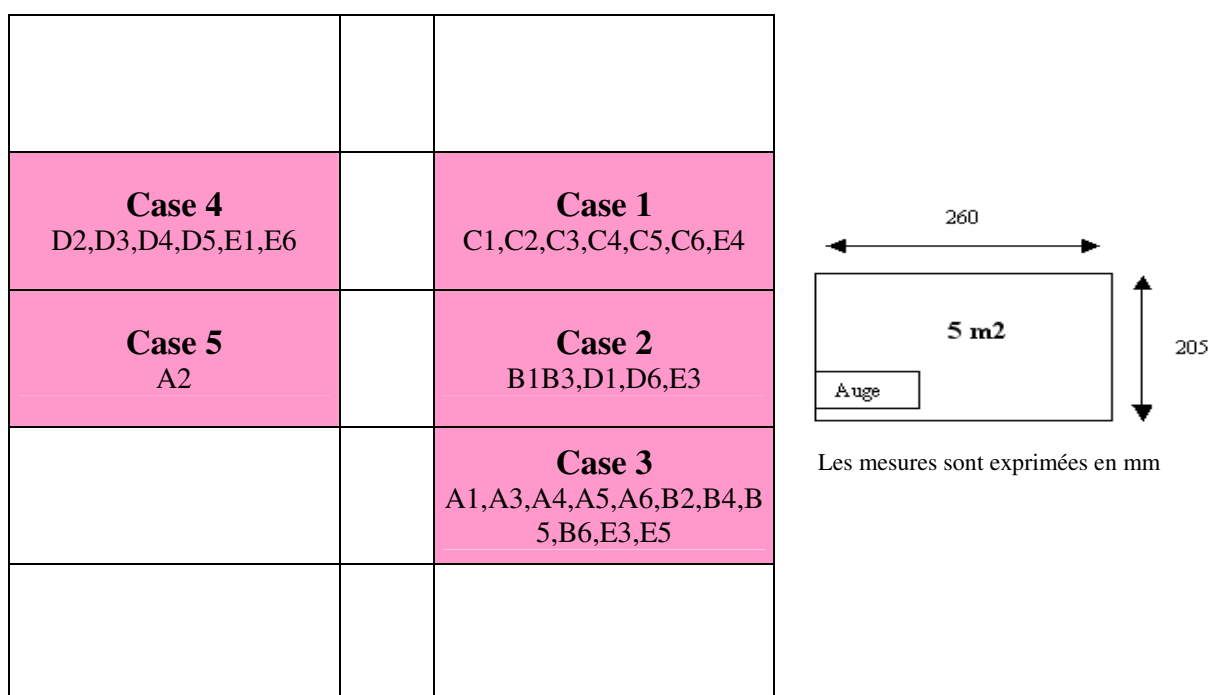 Case 4
D2,D3,D4,D5,E1,E6
Case 1
C1,C2,C3,C4,C5,C6,E4
Case 5
A2
Case 2
B1B3,D1,D6,E3
Case 3
A1,A3,A4,A5,A6,B2,B4,B
5,B6,E3,E5
260
5 m2
205
Auge
Les mesures sont exprimées en mm